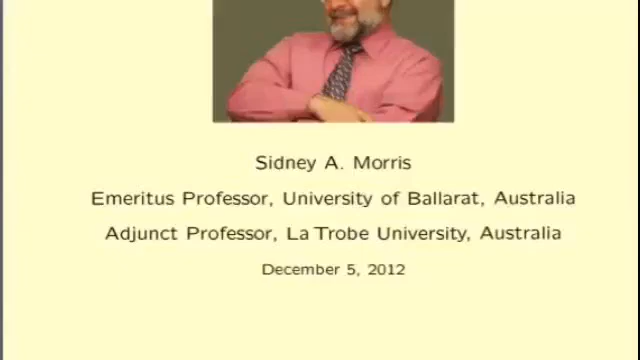 Sidney A. Morris
Emeritus Professor, University of Ballarat, Australia
Adjunct Professor, La Trobe University, Australia
December 5, 2012